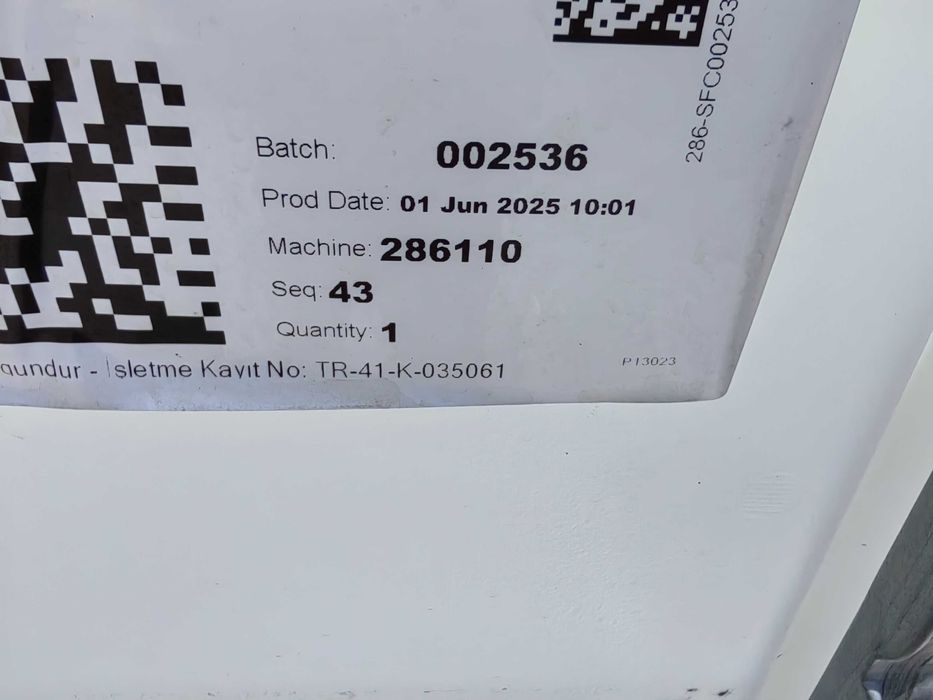 286-SFC00253
Batch: 002536
Prod Date: 01 Jun 2025 10:01
Machine: 286110
Seq: 43
Quantity: 1
gundur - İşletme Kayıt No: TR-41-K-035061
P13023